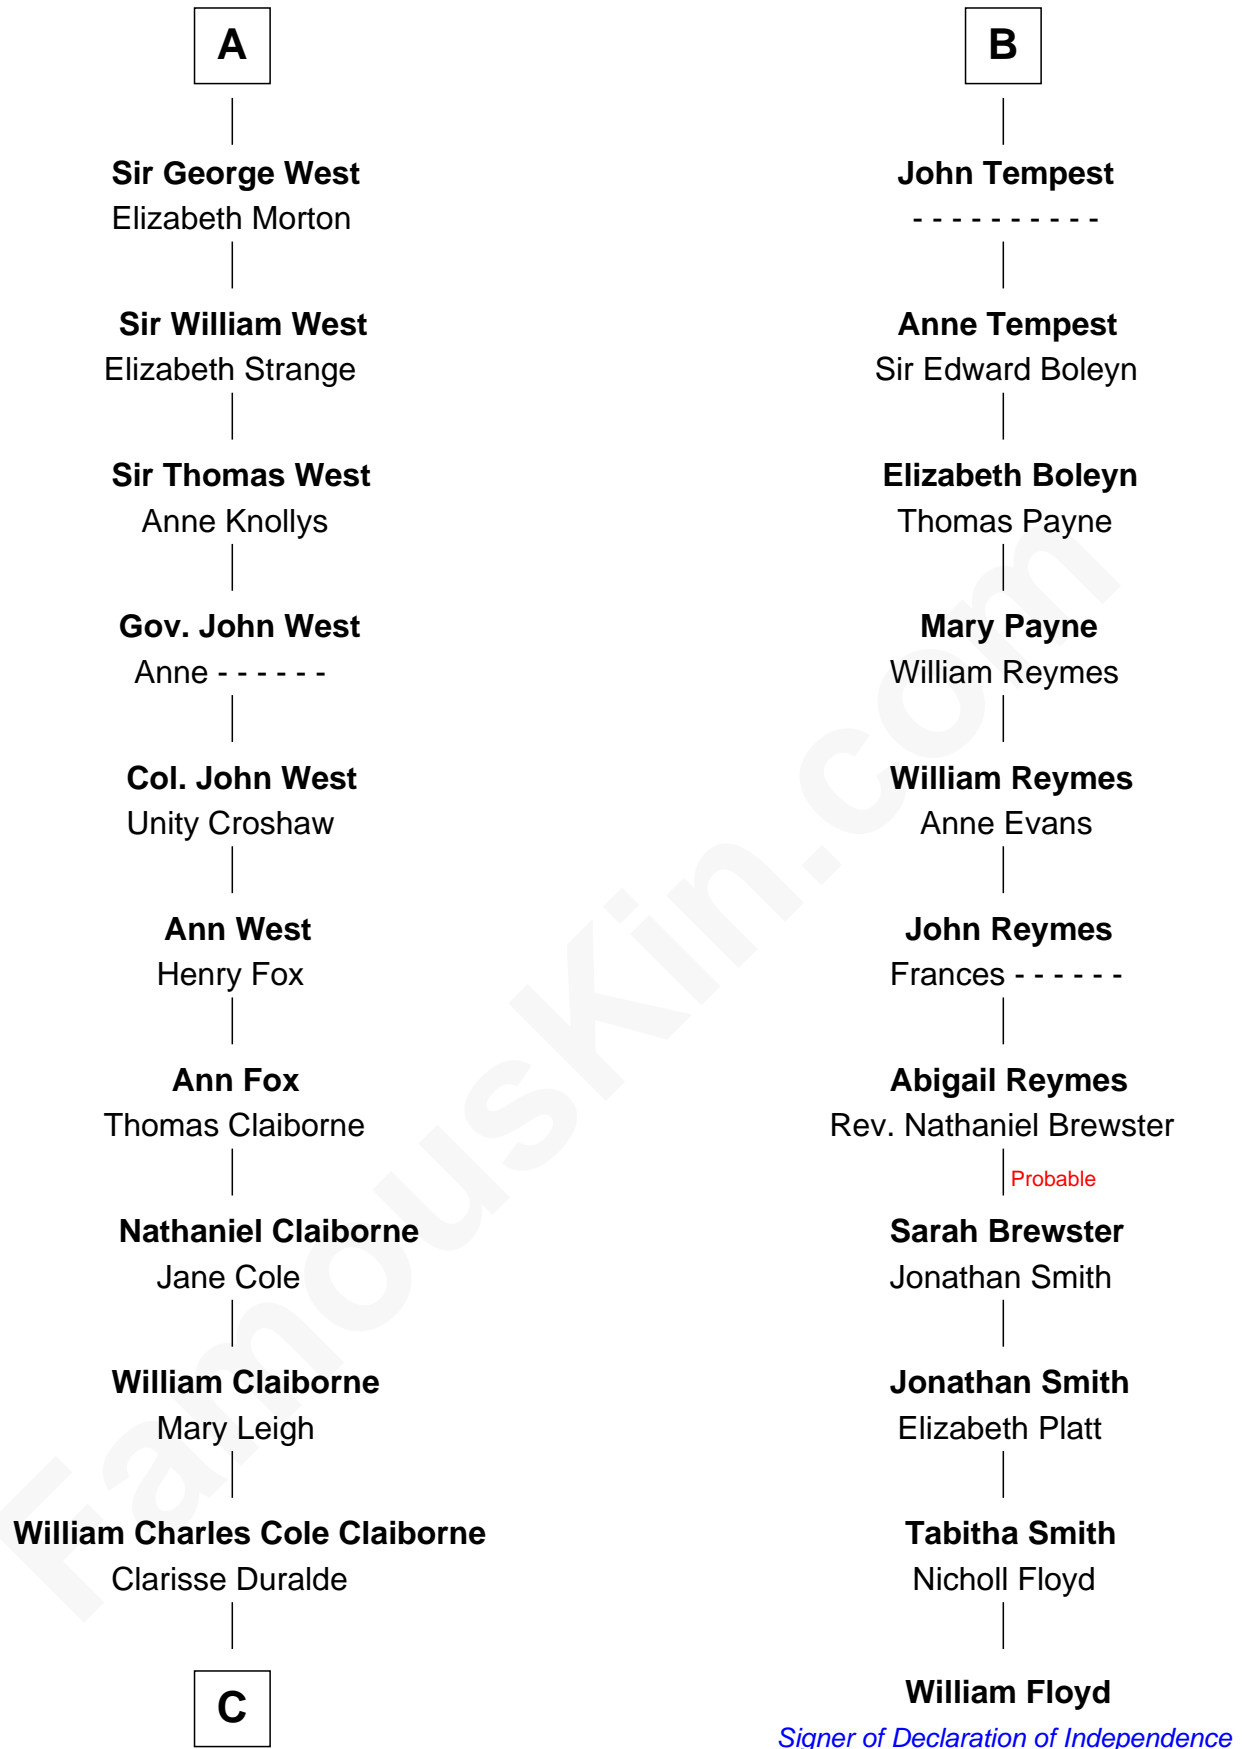 A
Sir George West
Elizabeth Morton
Sir William West
Elizabeth Strange
Sir Thomas West
Anne Knollys
Gov. John West
Anne - - - - - -
Col. John West
Unity Croshaw
Ann West
Henry Fox
Ann Fox
Thomas Claiborne
Nathaniel Claiborne
Jane Cole
William Claiborne
Mary Leigh
William Charles Cole Claiborne
Clarisse Duralde
C
B
John Tempest
- - - - - - - - - -
Anne Tempest
Sir Edward Boleyn
Elizabeth Boleyn
Thomas Payne
Mary Payne
William Reymes
William Reymes
Anne Evans
John Reymes
Frances - - - - - -
Abigail Reymes
Rev. Nathaniel Brewster
Probable
Sarah Brewster
Jonathan Smith
Jonathan Smith
Elizabeth Platt
Tabitha Smith
Nicholl Floyd
William Floyd
Signer of Declaration of Independence
FamousKin.com